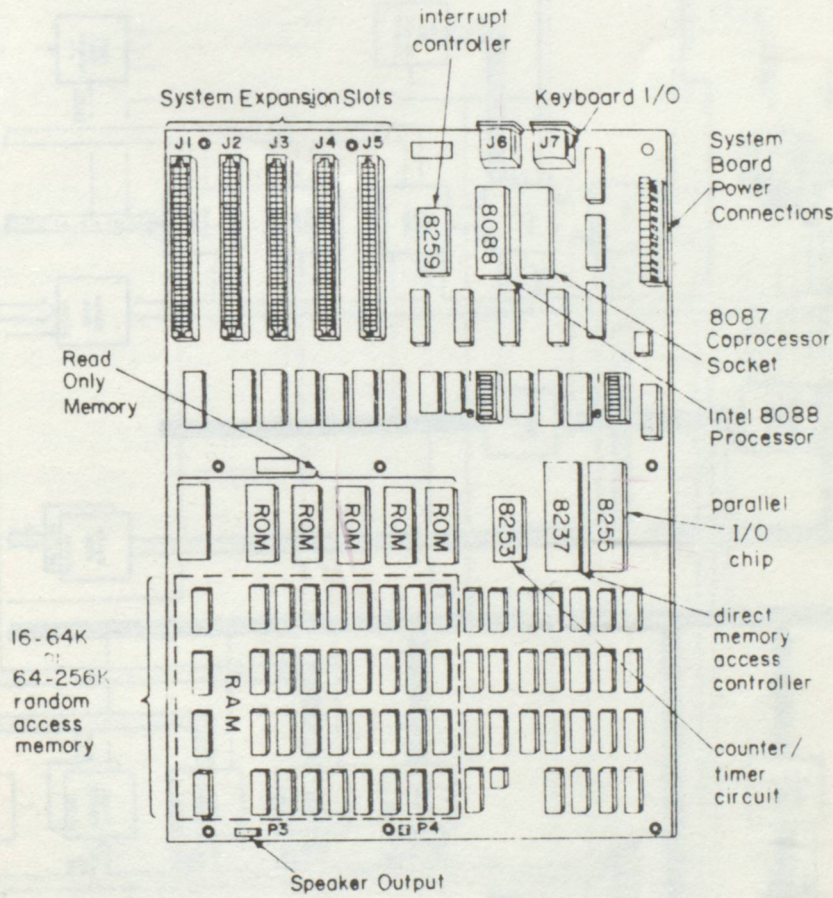 interrupt
controller
System Expansion Slots
Keyboard I/O
J1 J2 J3 J4 J5 J6 J7
System
Board
Power
Connections
8259
8088
8087
Coprocessor
Socket
Read
Only
Memory
Intel 8088
Processor
ROM ROM ROM ROM ROM
8253
8237
8255
parallel
I/O
chip
16-64K
or
64-256K
random
access
memory
RAM
direct
memory
access
controller
counter/
timer
circuit
P3 P4
Speaker Output